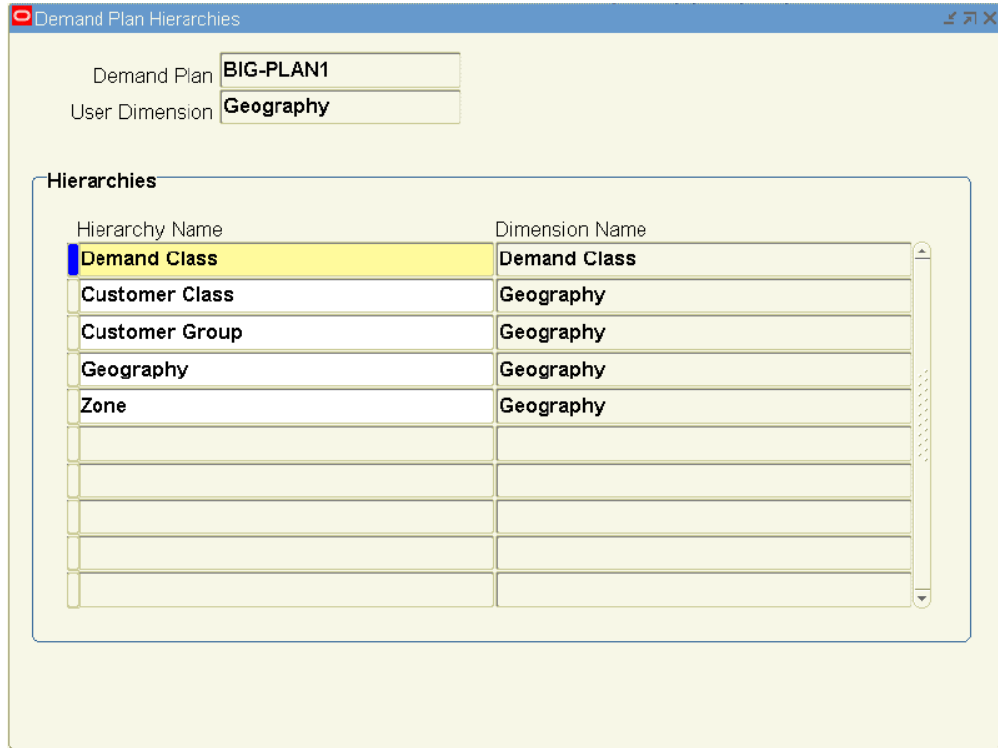 Demand Plan Hierarchies
Demand Plan BIG-PLAN1
User Dimension Geography
Hierarchies
Hierarchy Name Dimension Name
Demand Class Demand Class
Customer Class Geography
Customer Group Geography
Geography Geography
Zone Geography